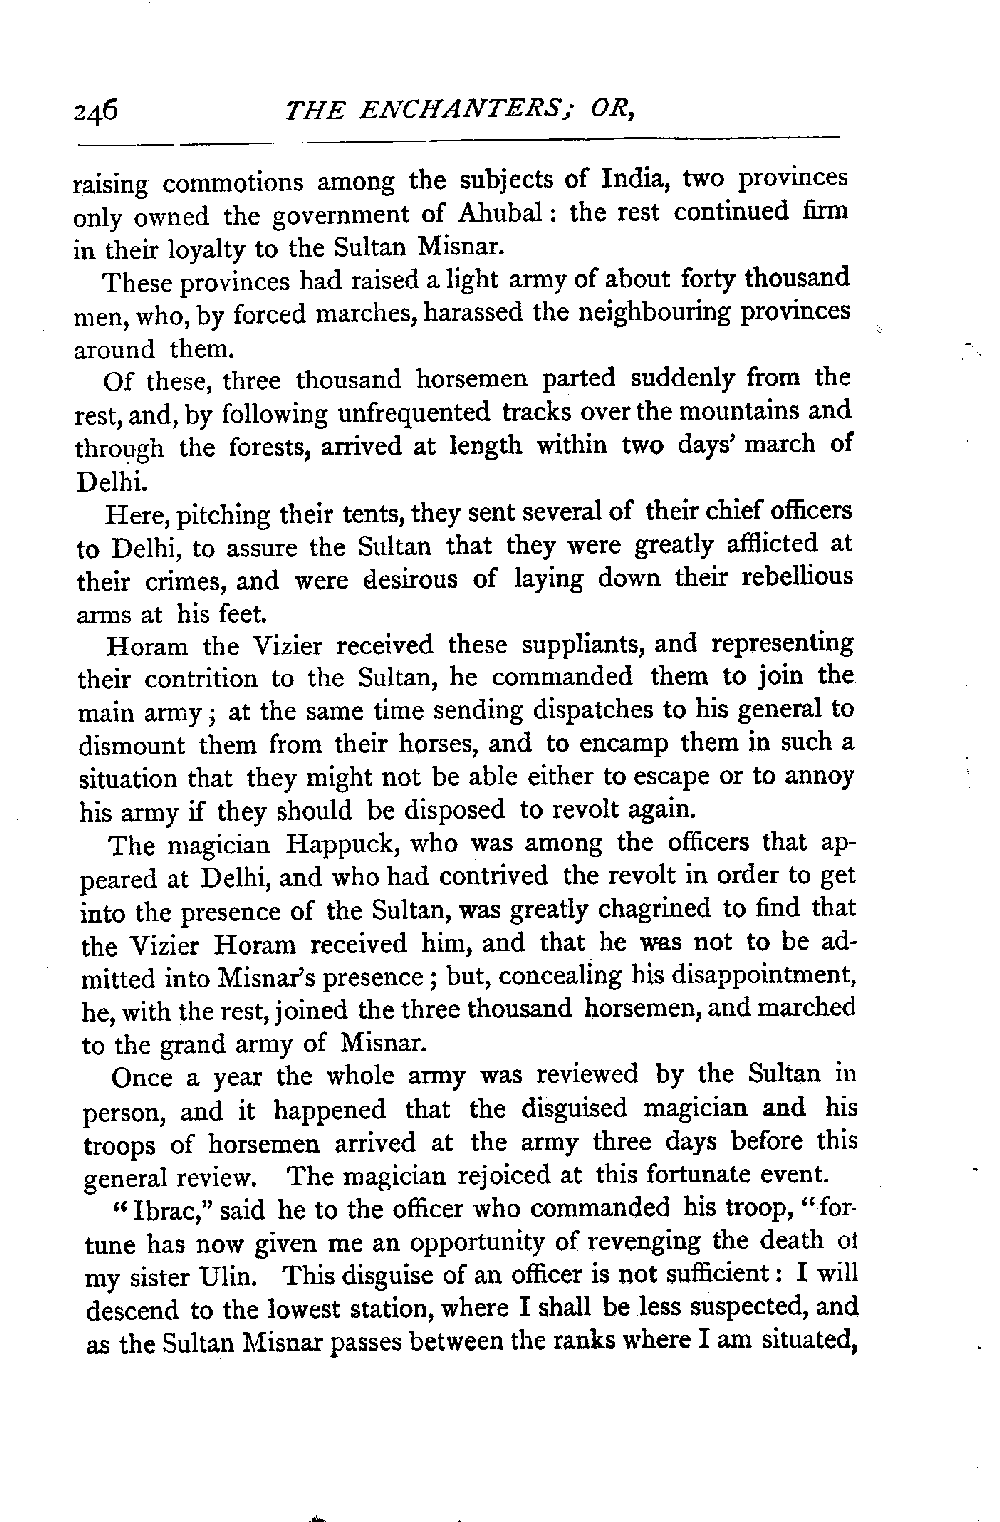 246 THE ENCHANTERS; OR,
raising commotions among the subjects of India, two provinces
only owned the government of Ahubal : the rest continued firm
in their loyalty to the Sultan Misnar.
These provinces had raised a light army of about forty thousand
men, who, by forced marches, harassed the neighbouring provinces
around them.
Of these, three thousand horsemen parted suddenly from the
rest, and, by following unfrequented tracks over the mountains and
through the forests, arrived at length within two days' march of
Delhi.
Here, pitching their tents, they sent several of their chief officers
to Delhi, to assure the Sultan that they were greatly afflicted at
their crimes, and were desirous of laying down their rebellious
arms at his feet.
Horam the Vizier received these suppliants, and representing
their contrition to the Sultan, he commanded them to join the
main army ; at the same time sending dispatches to his general to
dismount them from their horses, and to encamp them in such a
situation that they might not be able either to escape or to annoy
his army if they should be disposed to revolt again.
The magician Happuck, who was among the officers that ap-
peared at Delhi, and who had contrived the revolt in order to get
into the presence of the Sultan, was greatly chagrined to find that
the Vizier Horam received him, and that he was not to be ad-
mitted into Misnar's presence ; but, concealing his disappointment,
he, with the rest, joined the three thousand horsemen, and marched
to the grand army of Misnar.
Once a year the whole army was reviewed by the Sultan in
person, and it happened that the disguised magician and his
troops of horsemen arrived at the army three days before this
general review. The magician rejoiced at this fortunate event.
"Ibrac," said he to the officer who commanded his troop, "for-
tune has now given me an opportunity of revenging the death of
my sister Ulin. This disguise of an officer is not sufficient : I will
descend to the lowest station, where I shall be less suspected, and
as the Sultan Misnar passes between the ranks where I am situated,